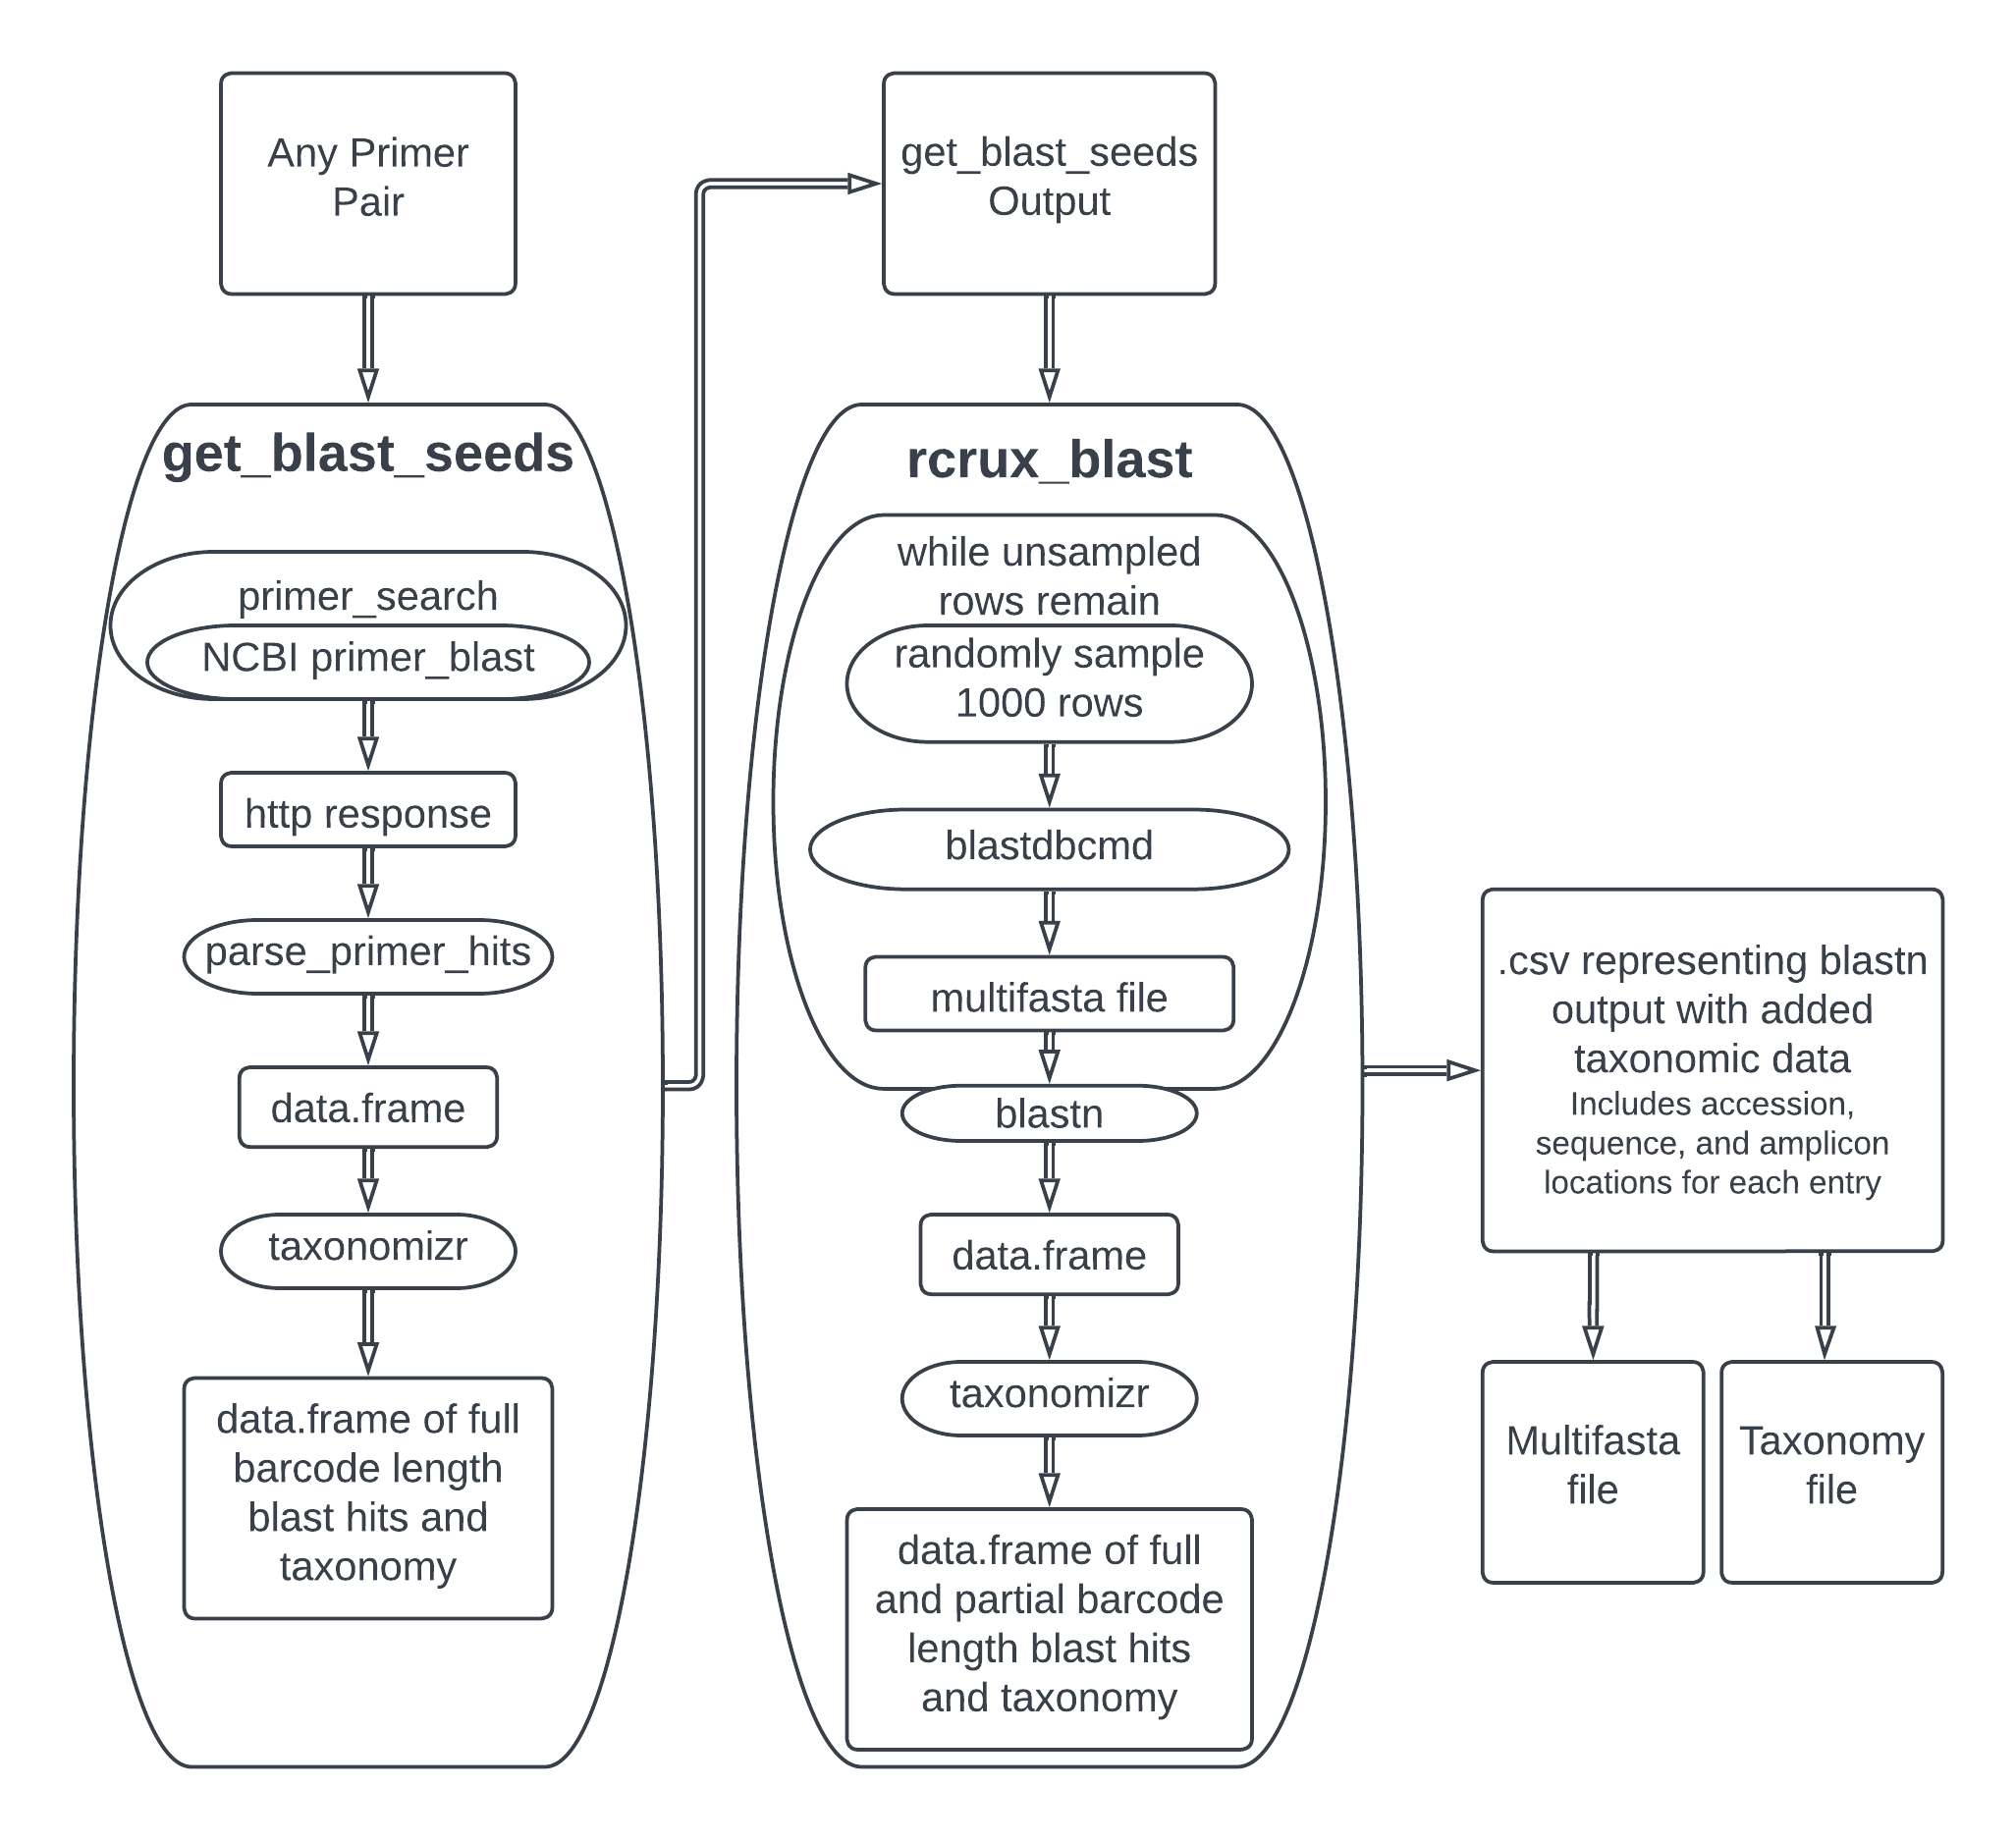 Any Primer
Pair
get_blast_seeds
primer_search
NCBI primer_blast
http response
parse_primer_hits
data.frame
taxonomizr
data.frame of full
barcode length
blast hits and
taxonomy
get_blast_seeds
Output
rcrux_blast
while unsampled
rows remain
randomly sample
1000 rows
blastdbcmd
multifasta file
blastn
data.frame
taxonomizr
data.frame of full
and partial barcode
length blast hits
and taxonomy
.csv representing blastn
output with added
taxonomic data
Includes accession,
sequence, and amplicon
locations for each entry
Multifasta
file
Taxonomy
file